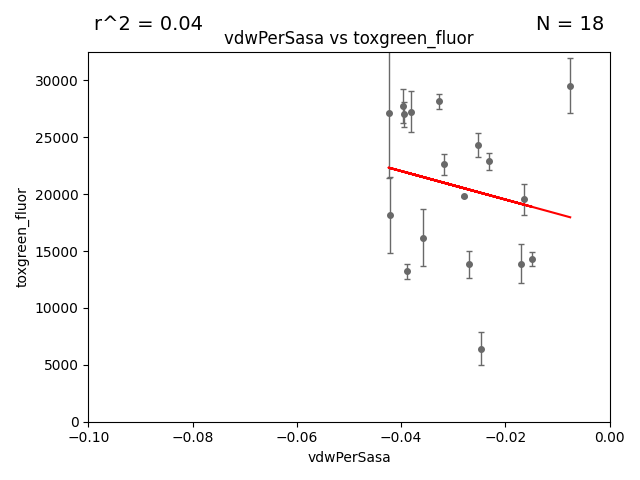 r^2 = 0.04
N = 18
vdwPerSasa vs toxgreen_fluor
toxgreen_fluor
30000
25000
20000
15000
10000
5000
0
−0.10
−0.08
−0.06
−0.04
−0.02
0.00
vdwPerSasa